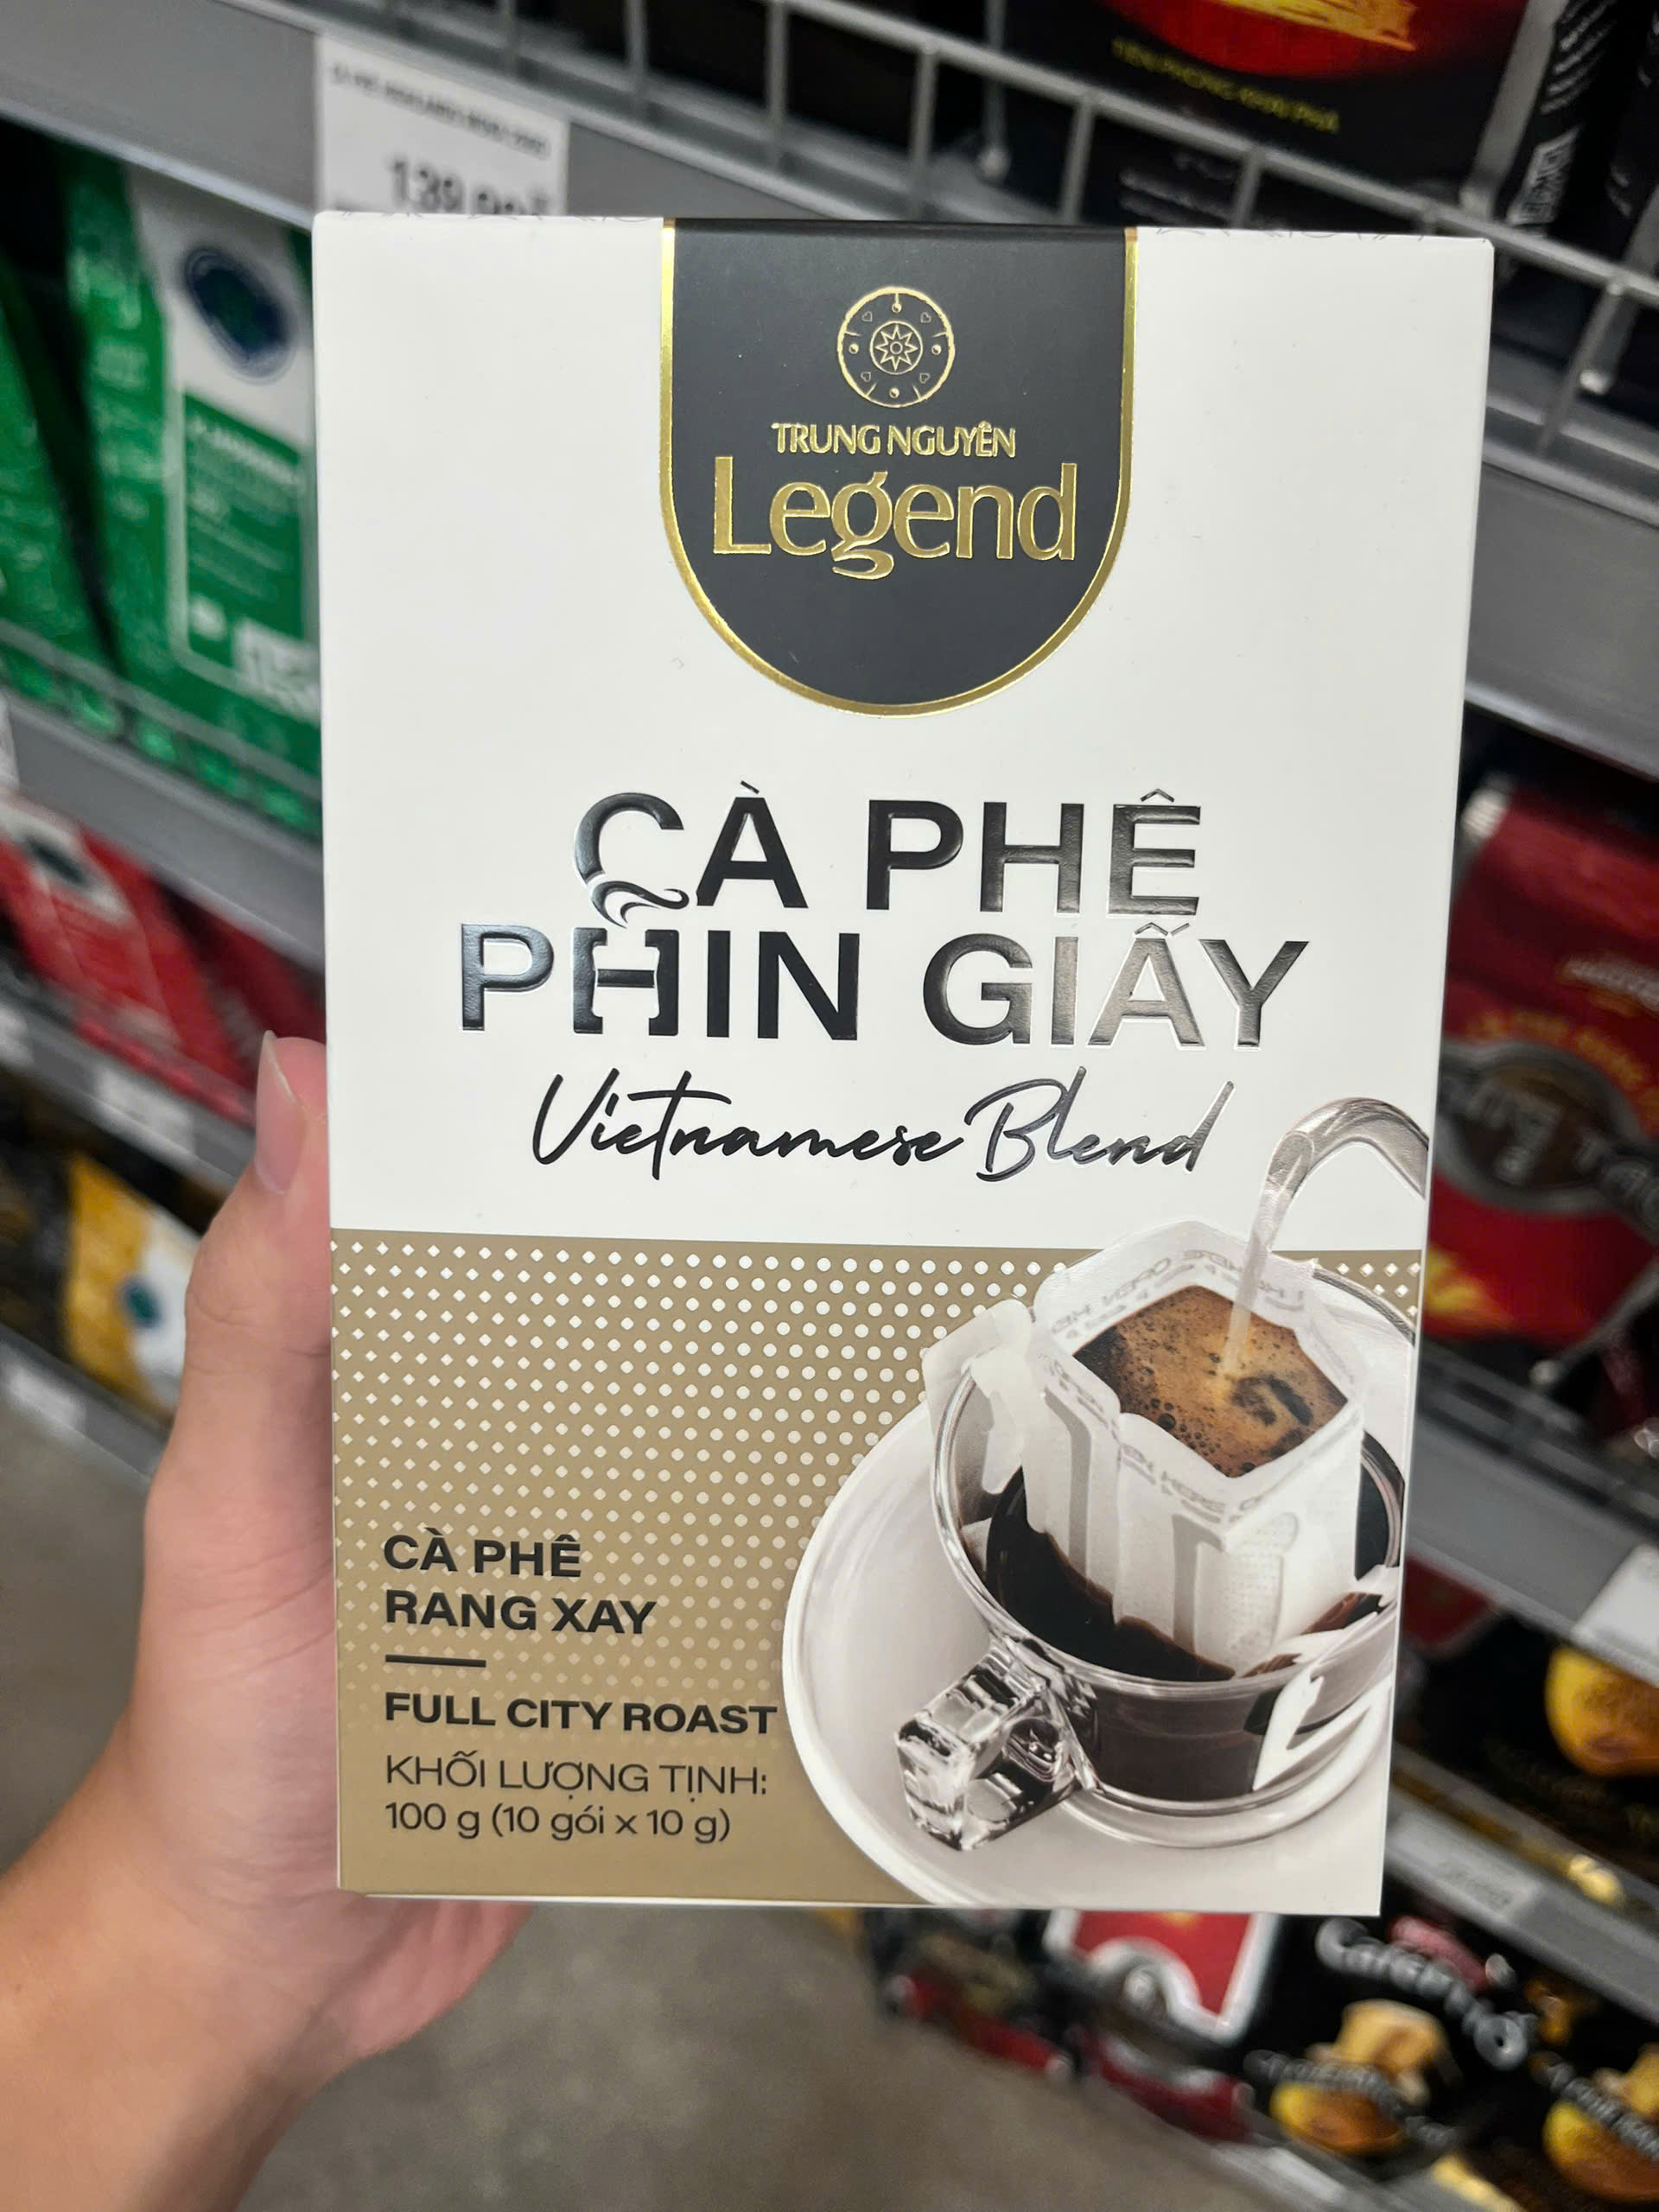 TRUNG NGUYÊN
Legend
CÀ PHÊ
PHIN GIẤY
Vietnamese Blend
CÀ PHÊ
RANG XAY
FULL CITY ROAST
KHỐI LƯỢNG TỊNH:
100 g (10 gói x 10 g)